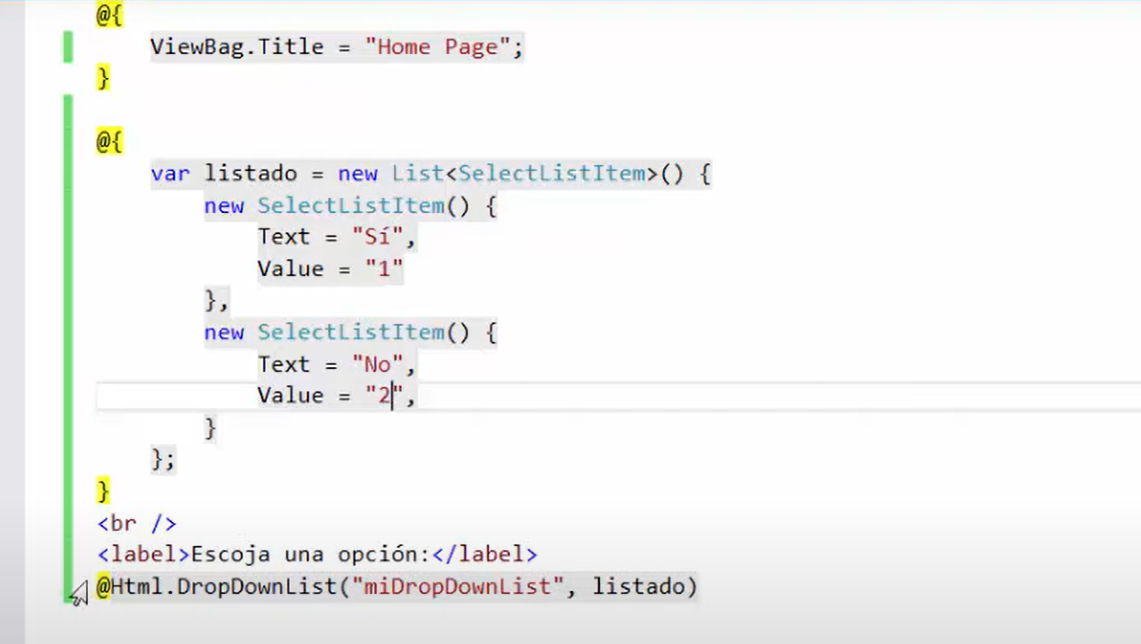 @{
ViewBag.Title = "Home Page";
}
@{
var listado = new List<SelectListItem>() {
new SelectListItem() {
Text = "Sí",
Value = "1"
},
new SelectListItem() {
Text = "No",
Value = "2",
}
};
}
<br />
<label>Escoja una opción:</label>
@Html.DropDownList("miDropDownList", listado)